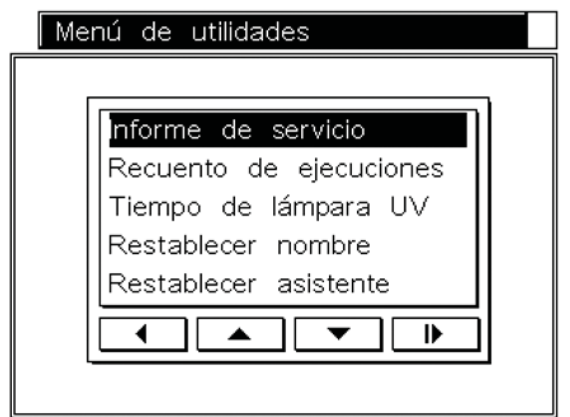 Menú de utilidades
Informe de servicio
Recuento de ejecuciones
Tiempo de lámpara UV
Restablecer nombre
Restablecer asistente